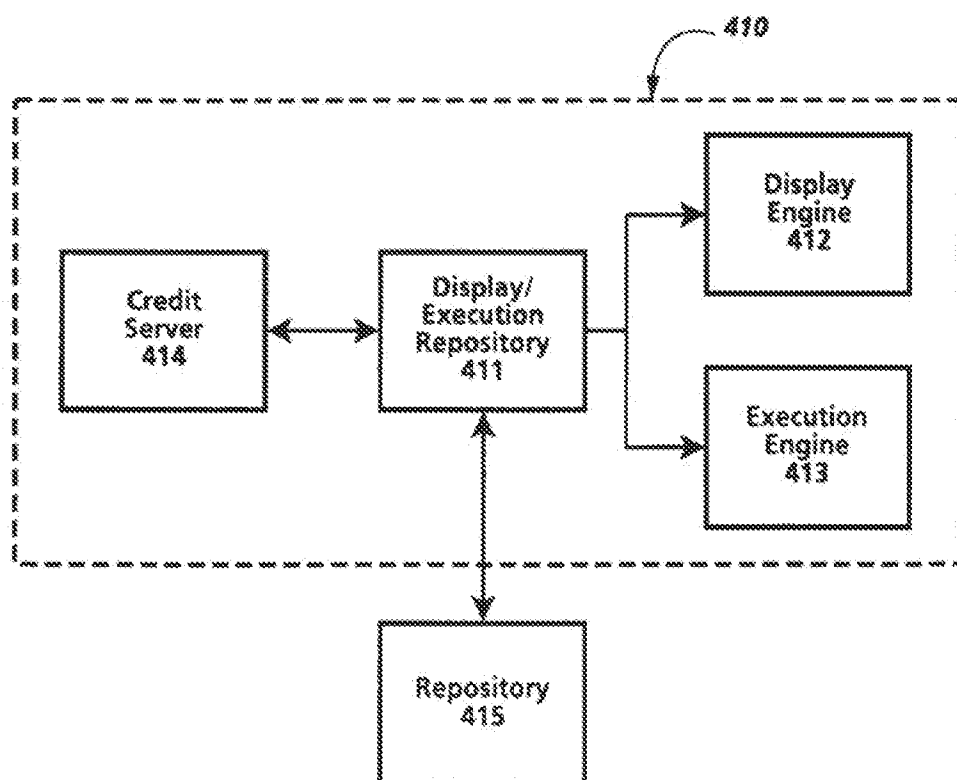 410
Display
Engine
412
Credit
Server
414
Display/
Execution
Repository
411
Execution
Engine
413
Repository
415